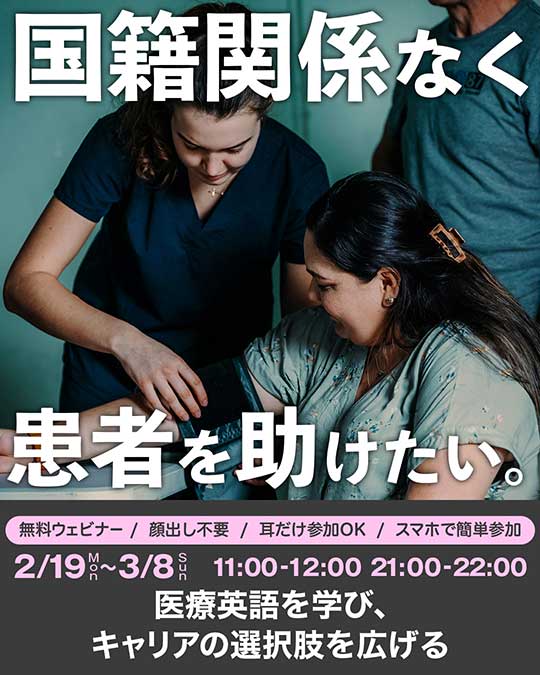 国籍関係なく
患者を助けたい。
無料ウェビナー / 顔出し不要 / 耳だけ参加OK / スマホで簡単参加
2/19Mon~3/8Sun 11:00-12:00 21:00-22:00
医療英語を学び、
キャリアの選択肢を広げる